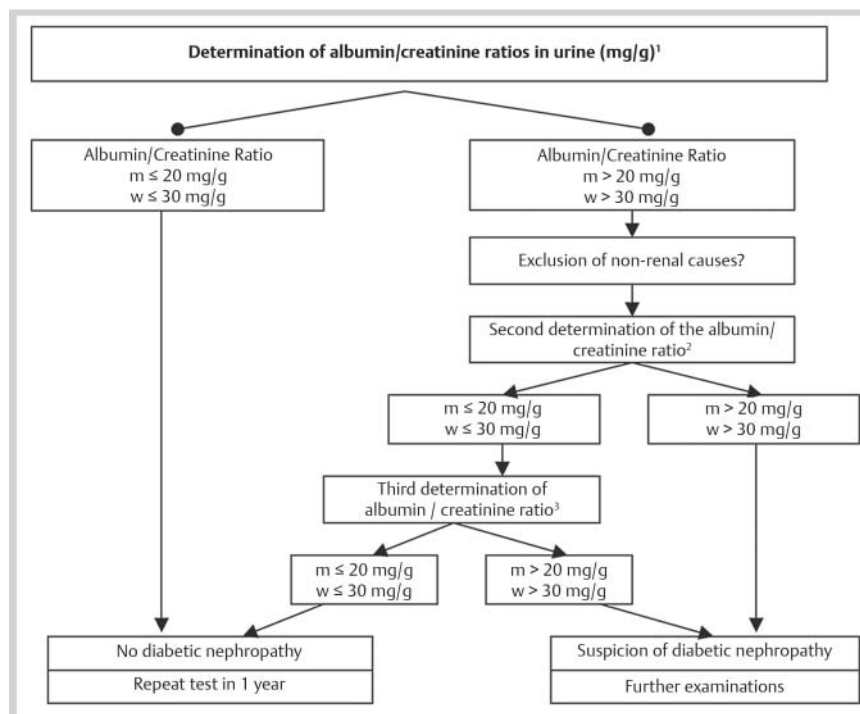 Determination of albumin/creatinine ratios in urine (mg/g)¹
Albumin/Creatinine Ratio
m ≤ 20 mg/g
w ≤ 30 mg/g
Albumin/Creatinine Ratio
m > 20 mg/g
w > 30 mg/g
Exclusion of non-renal causes?
Second determination of the albumin/
creatinine ratio²
m ≤ 20 mg/g
w ≤ 30 mg/g
m > 20 mg/g
w > 30 mg/g
Third determination of
albumin / creatinine ratio³
m ≤ 20 mg/g
w ≤ 30 mg/g
m > 20 mg/g
w > 30 mg/g
No diabetic nephropathy
Repeat test in 1 year
Suspicion of diabetic nephropathy
Further examinations